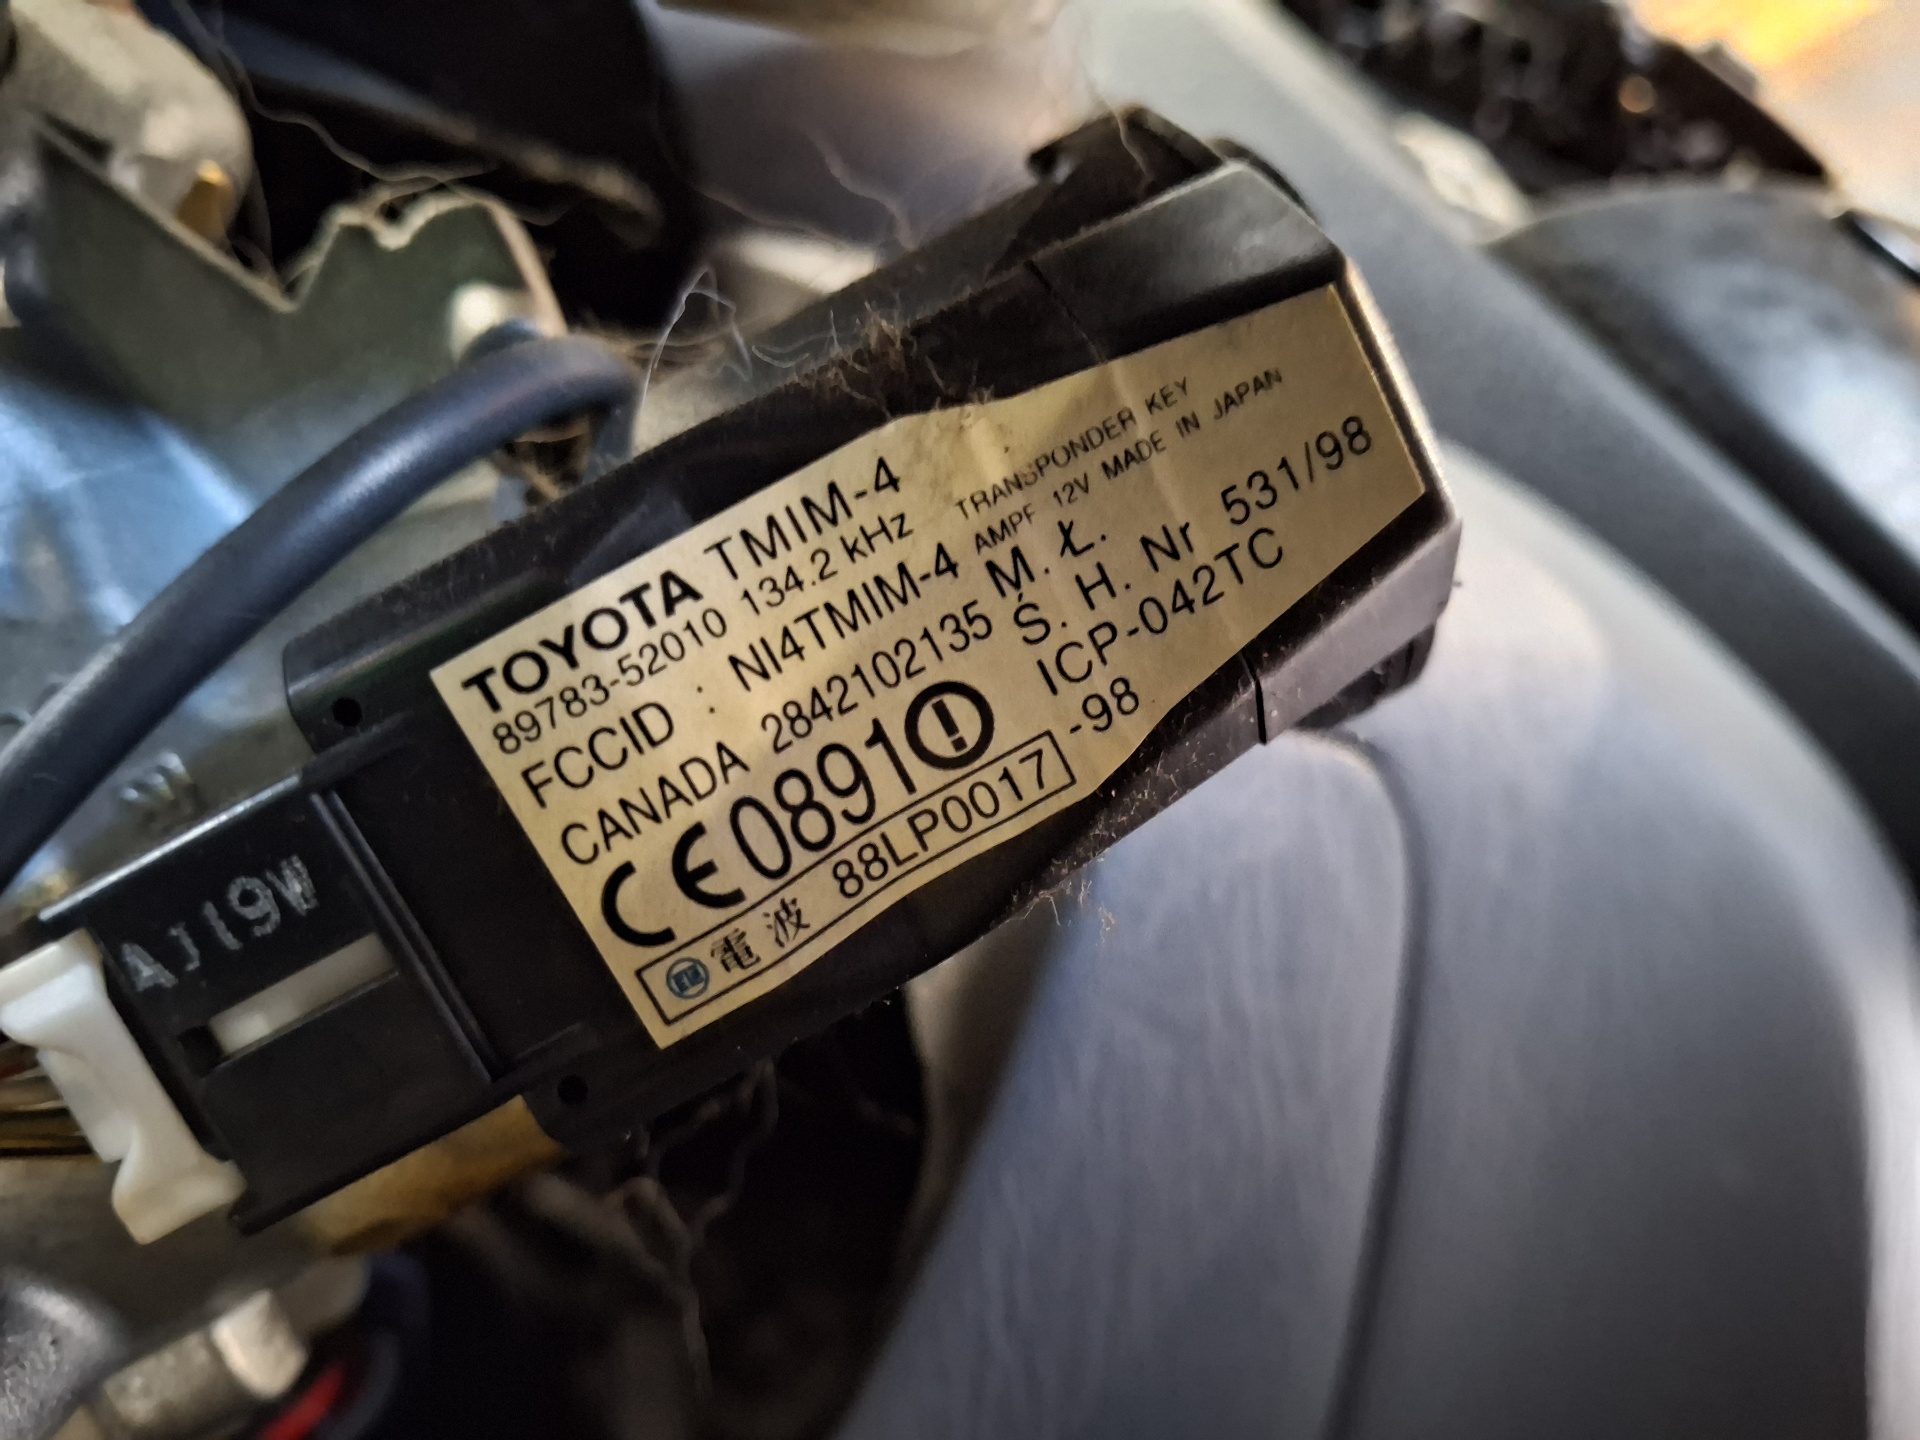 TOYOTA TMIM-4
89783-52010 134.2 kHz
TRANSPONDER KEY
FCCID : NI4TMIM-4
AMPF 12V MADE IN JAPAN
CANADA 2842102135
M. Ł.
Ś. H. Nr 531/98
CE0891
ICP-042TC
-98
電波 88LP0017
AJ19W